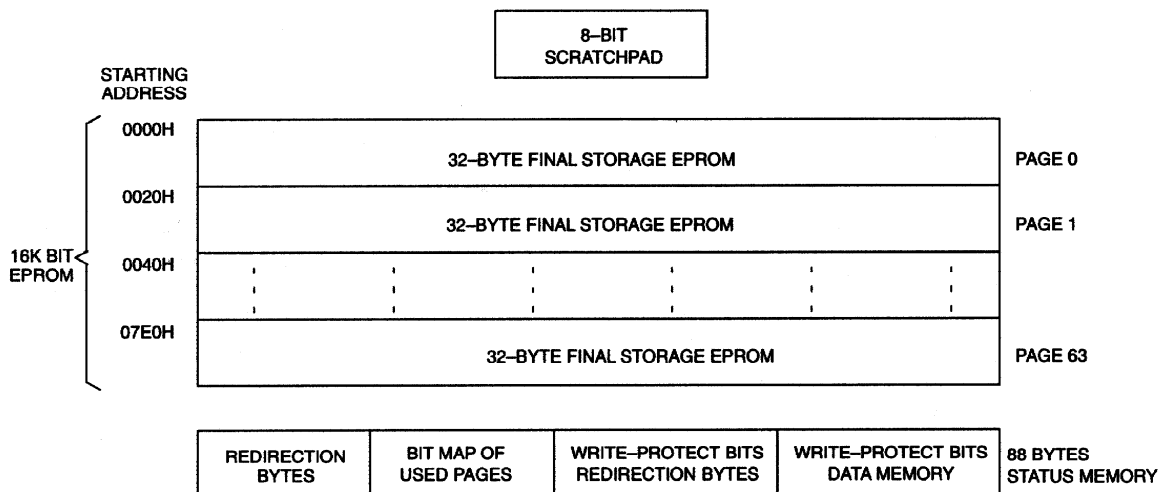 8–BIT
SCRATCHPAD
STARTING
ADDRESS
0000H
32–BYTE FINAL STORAGE EPROM
PAGE 0
0020H
32–BYTE FINAL STORAGE EPROM
PAGE 1
16K BIT
EPROM
0040H
07E0H
32–BYTE FINAL STORAGE EPROM
PAGE 63
REDIRECTION
BYTES
BIT MAP OF
USED PAGES
WRITE–PROTECT BITS
REDIRECTION BYTES
WRITE–PROTECT BITS
DATA MEMORY
88 BYTES
STATUS MEMORY